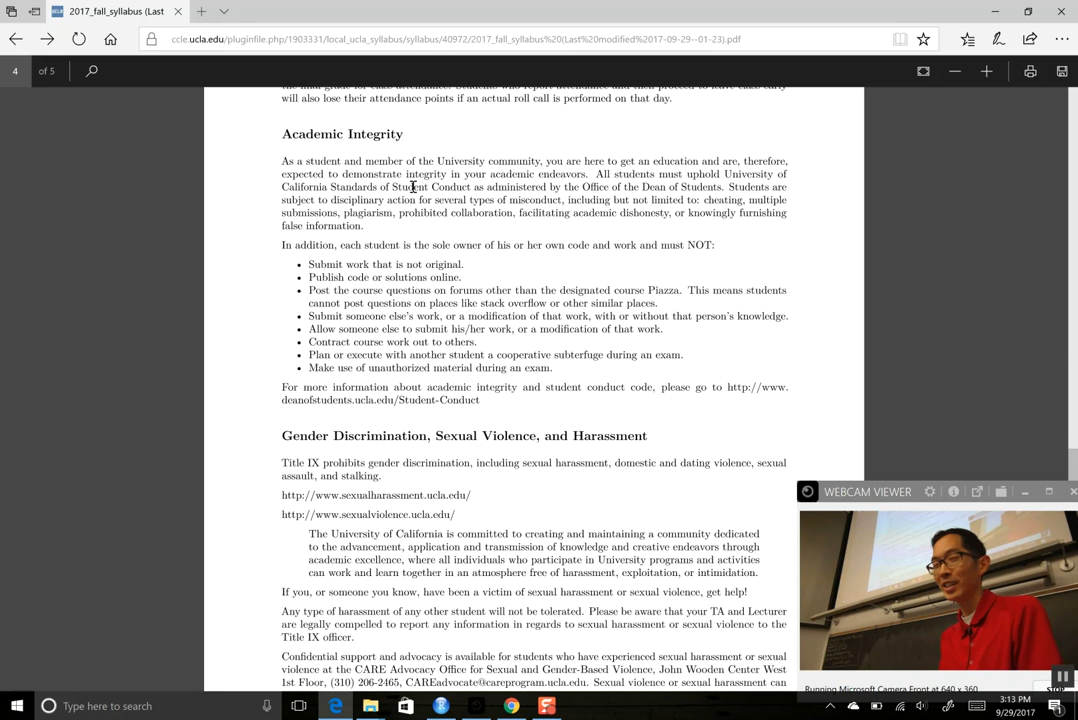 2017_fall_syllabus (Last
ccle.ucla.edu/pluginfile.php/1903331/local_ucla_syllabus/syllabus/40972/2017_fall_syllabus%20(Last%20modified%2017-09-29--01-23).pdf
4 of 5
will also lose their attendance points if an actual roll call is performed on that day.
Academic Integrity
As a student and member of the University community, you are here to get an education and are, therefore,
expected to demonstrate integrity in your academic endeavors. All students must uphold University of
California Standards of Student Conduct as administered by the Office of the Dean of Students. Students are
subject to disciplinary action for several types of misconduct, including but not limited to: cheating, multiple
submissions, plagiarism, prohibited collaboration, facilitating academic dishonesty, or knowingly furnishing
false information.
In addition, each student is the sole owner of his or her own code and work and must NOT:
• Submit work that is not original.
• Publish code or solutions online.
• Post the course questions on forums other than the designated course Piazza. This means students
cannot post questions on places like stack overflow or other similar places.
• Submit someone else's work, or a modification of that work, with or without that person's knowledge.
• Allow someone else to submit his/her work, or a modification of that work.
• Contract course work out to others.
• Plan or execute with another student a cooperative subterfuge during an exam.
• Make use of unauthorized material during an exam.
For more information about academic integrity and student conduct code, please go to http://www.
deanofstudents.ucla.edu/Student-Conduct
Gender Discrimination, Sexual Violence, and Harassment
Title IX prohibits gender discrimination, including sexual harassment, domestic and dating violence, sexual
assault, and stalking.
http://www.sexualharassment.ucla.edu/
http://www.sexualviolence.ucla.edu/
The University of California is committed to creating and maintaining a community dedicated
to the advancement, application and transmission of knowledge and creative endeavors through
academic excellence, where all individuals who participate in University programs and activities
can work and learn together in an atmosphere free of harassment, exploitation, or intimidation.
If you, or someone you know, have been a victim of sexual harassment or sexual violence, get help!
Any type of harassment of any other student will not be tolerated. Please be aware that your TA and Lecturer
are legally compelled to report any information in regards to sexual harassment or sexual violence to the
Title IX officer.
Confidential support and advocacy is available for students who have experienced sexual harassment or sexual
violence at the CARE Advocacy Office for Sexual and Gender-Based Violence, John Wooden Center West
1st Floor, (310) 206-2465, CAREadvocate@careprogram.ucla.edu. Sexual violence or sexual harassment can
WEBCAM VIEWER
Running Microsoft Camera Front at 640 x 360
STOP
Type here to search
3:13 PM
9/29/2017